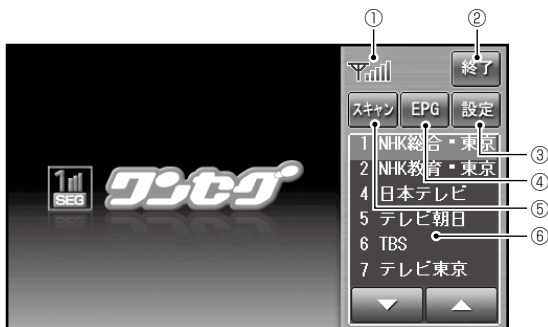 ① ②
終了
スキャン EPG 設定
1 NHK総合・東京
2 NHK教育・東京
4 日本テレビ
5 テレビ朝日
6 TBS
7 テレビ東京
③
④
⑤
⑥
1
SEG
ワンセグ